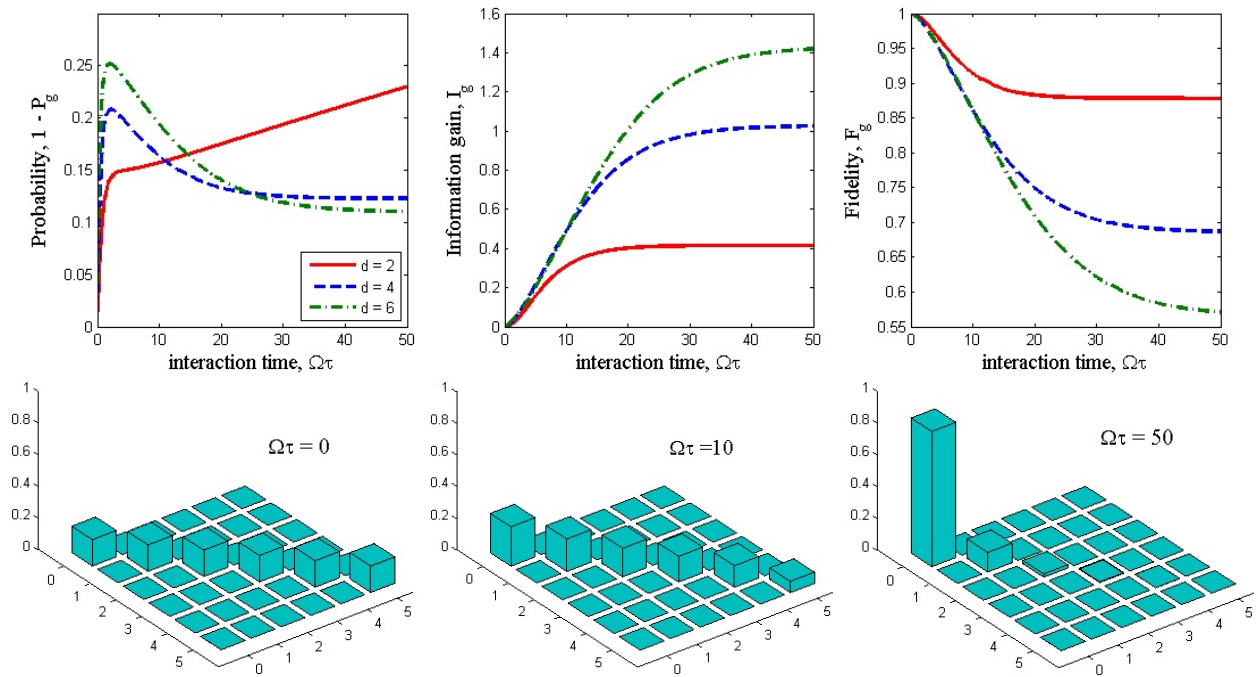 Probability, 1 - P_g
0.25
0.2
0.15
0.1
0.05
0
0 10 20 30 40 50
interaction time, Ωτ
d = 2
d = 4
d = 6
Information gain, I_g
1.6
1.4
1.2
1
0.8
0.6
0.4
0.2
0
0 10 20 30 40 50
interaction time, Ωτ
Fidelity, F_g
1
0.95
0.9
0.85
0.8
0.75
0.7
0.65
0.6
0.55
0 10 20 30 40 50
interaction time, Ωτ
Ωτ = 0
1
0.8
0.6
0.4
0.2
0
0 1 2 3 4 5
0 1 2 3 4 5
Ωτ =10
1
0.8
0.6
0.4
0.2
0
0 1 2 3 4 5
0 1 2 3 4 5
Ωτ = 50
1
0.8
0.6
0.4
0.2
0
0 1 2 3 4 5
0 1 2 3 4 5